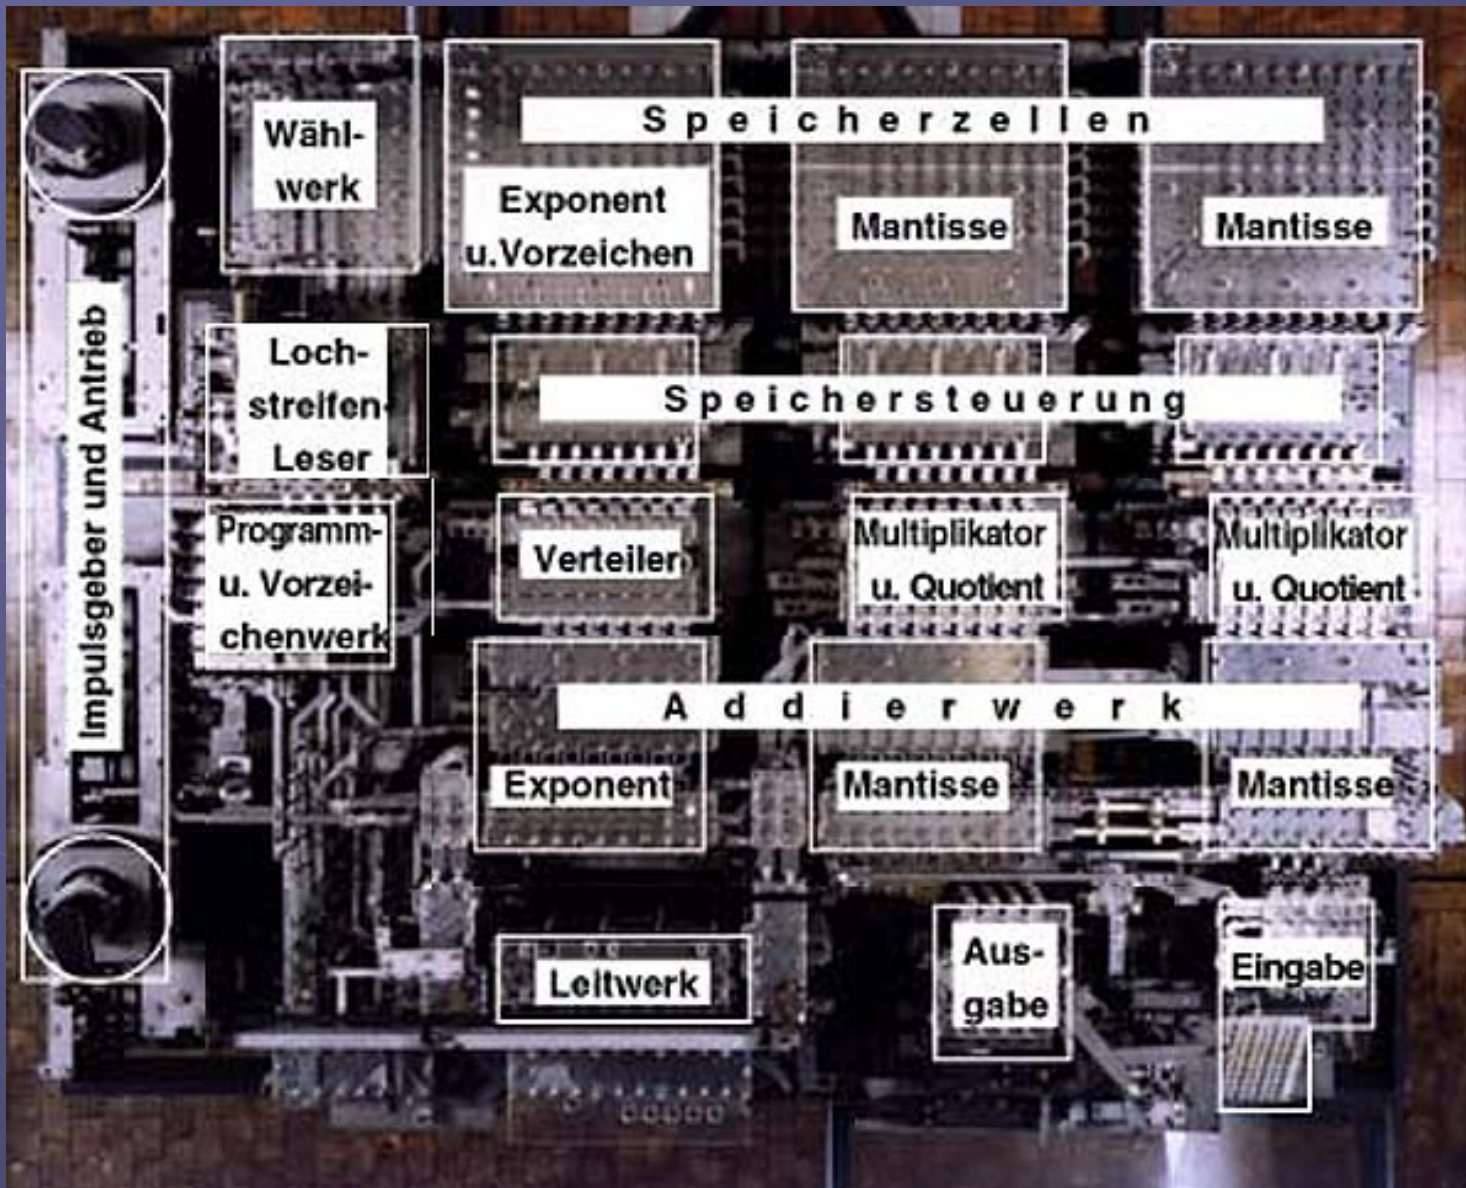 Wähl-
werk
Speicherzellen
Exponent
u.Vorzeichen
Mantisse
Mantisse
Impulsgeber und Antrieb
Loch-
streifen-
Leser
Speichersteuerung
Programm-
u. Vorzei-
chenwerk
Verteiler
Multiplikator
u. Quotient
Multiplikator
u. Quotient
Addierwerk
Exponent
Mantisse
Mantisse
Leitwerk
Aus-
gabe
Eingabe